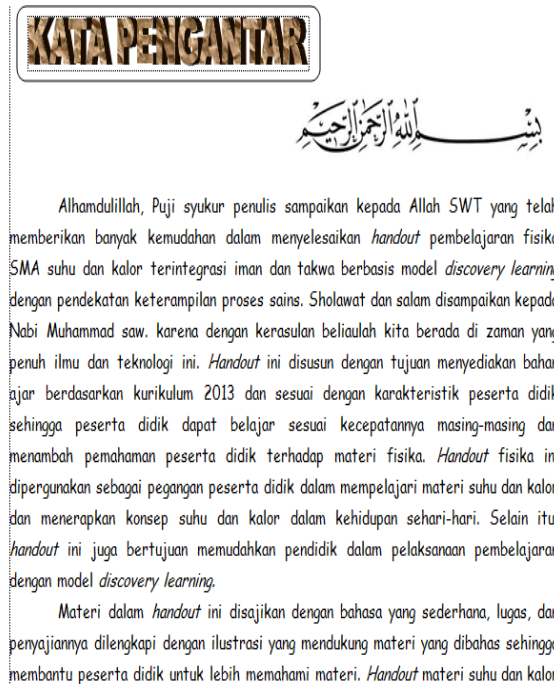 KATA PENGANTAR
بِسْمِ اللَّهِ الرَّحْمَٰنِ الرَّحِيمِ
Alhamdulillah, Puji syukur penulis sampaikan kepada Allah SWT yang telah
memberikan banyak kemudahan dalam menyelesaikan handout pembelajaran fisika
SMA suhu dan kalor terintegrasi iman dan takwa berbasis model discovery learning
dengan pendekatan keterampilan proses sains. Sholawat dan salam disampaikan kepada
Nabi Muhammad saw. karena dengan kerasulan beliaulah kita berada di zaman yang
penuh ilmu dan teknologi ini. Handout ini disusun dengan tujuan menyediakan bahan
ajar berdasarkan kurikulum 2013 dan sesuai dengan karakteristik peserta didik
sehingga peserta didik dapat belajar sesuai kecepatannya masing-masing dan
menambah pemahaman peserta didik terhadap materi fisika. Handout fisika ini
dipergunakan sebagai pegangan peserta didik dalam mempelajari materi suhu dan kalor
dan menerapkan konsep suhu dan kalor dalam kehidupan sehari-hari. Selain itu
handout ini juga bertujuan memudahkan pendidik dalam pelaksanaan pembelajaran
dengan model discovery learning.
Materi dalam handout ini disajikan dengan bahasa yang sederhana, lugas, dan
penyajiannya dilengkapi dengan ilustrasi yang mendukung materi yang dibahas sehingga
membantu peserta didik untuk lebih memahami materi. Handout materi suhu dan kalor